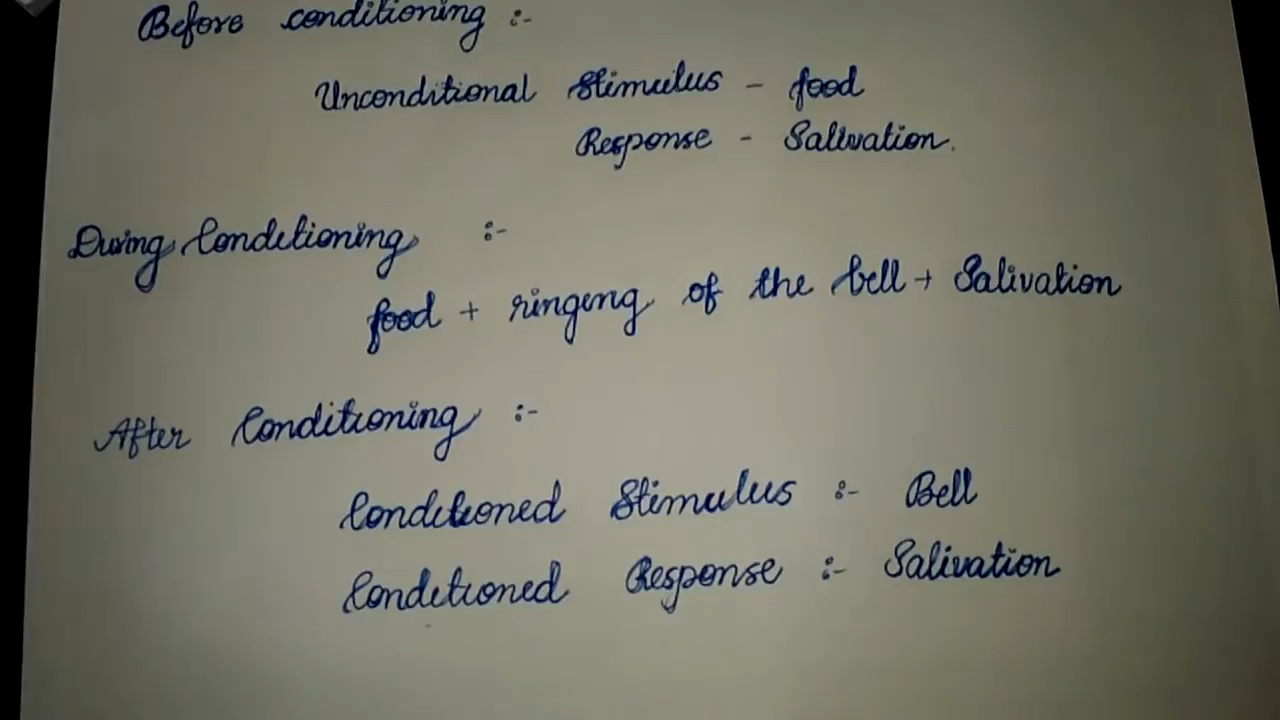 Before conditioning :-
Unconditional Stimulus - food
Response - Salivation.
During Conditioning :-
food + ringing of the bell + Salivation
After Conditioning :-
Conditioned Stimulus :- Bell
Conditioned Response :- Salivation